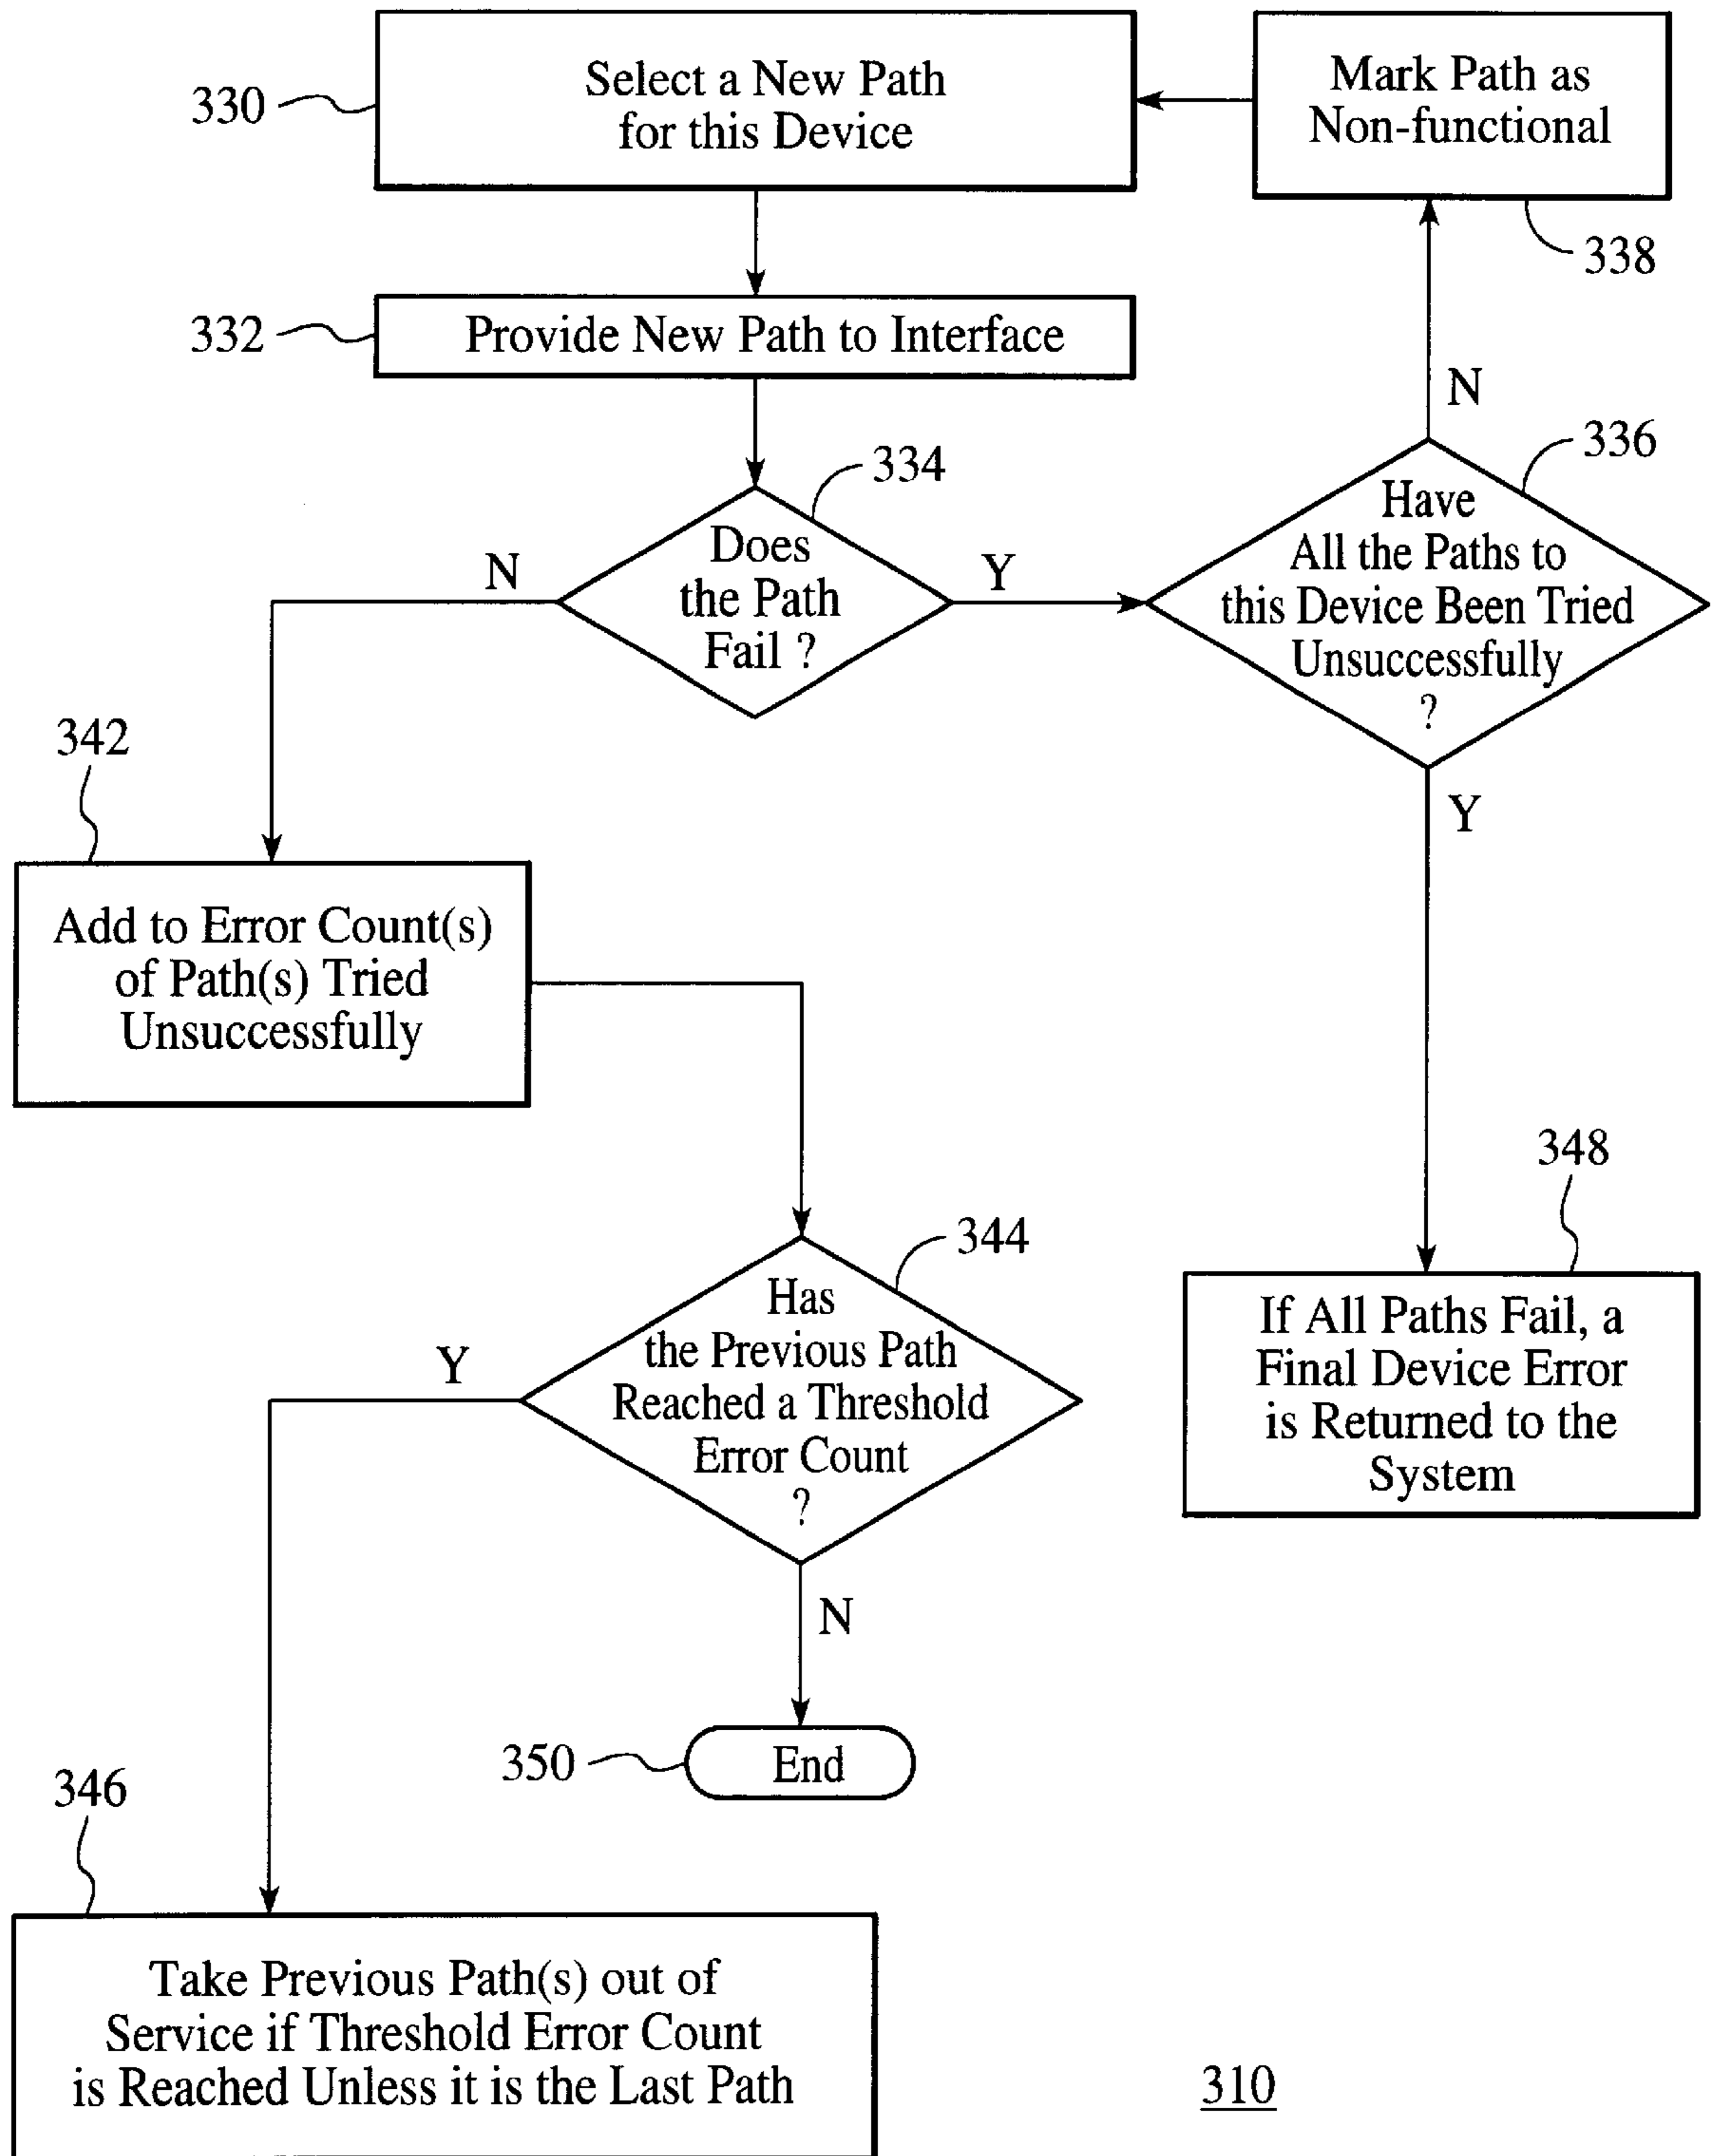 330
Select a New Path
for this Device
Mark Path as
Non-functional
338
332
Provide New Path to Interface
N
336
334
Does
the Path
Fail ?
N
Y
Have
All the Paths to
this Device Been Tried
Unsuccessfully
?
Y
342
Add to Error Count(s)
of Path(s) Tried
Unsuccessfully
344
Has
the Previous Path
Reached a Threshold
Error Count
?
Y
N
348
If All Paths Fail, a
Final Device Error
is Returned to the
System
350
End
346
Take Previous Path(s) out of
Service if Threshold Error Count
is Reached Unless it is the Last Path
310